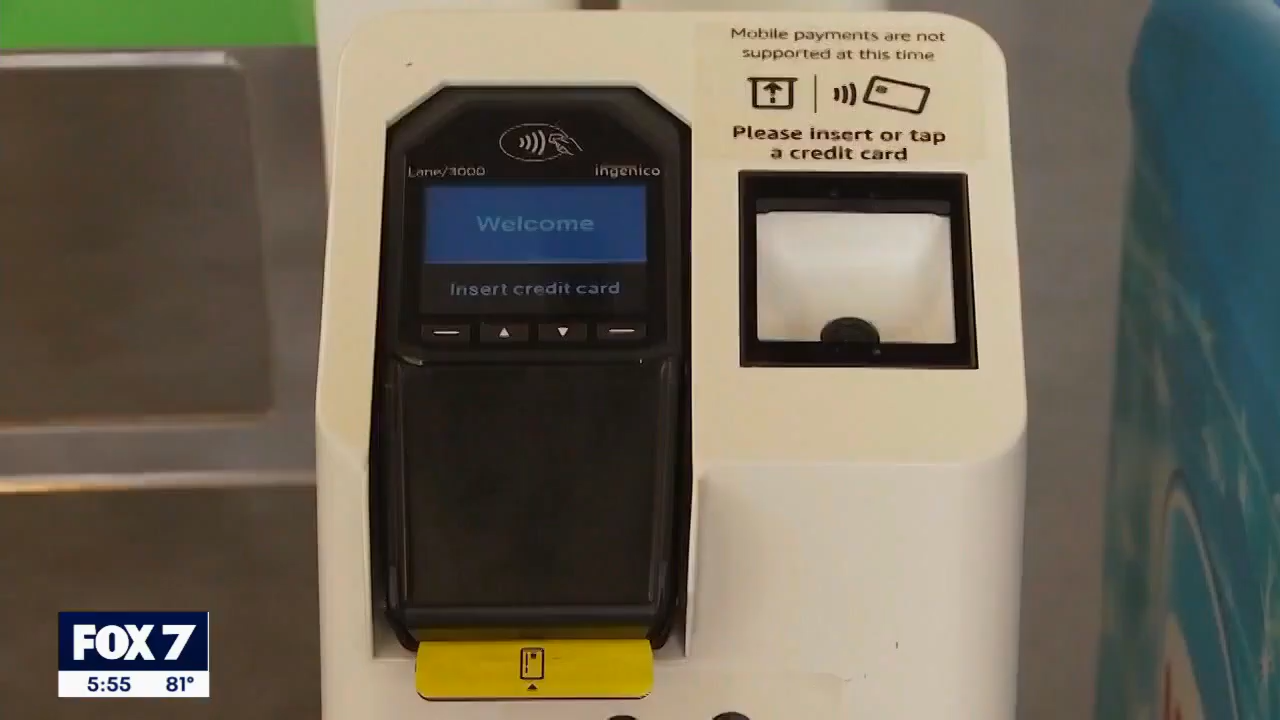 Mobile payments are not
supported at this time
Please insert or tap
a credit card
Lane/3000
ingenico
Welcome
Insert credit card
FOX 7
5:55 81°